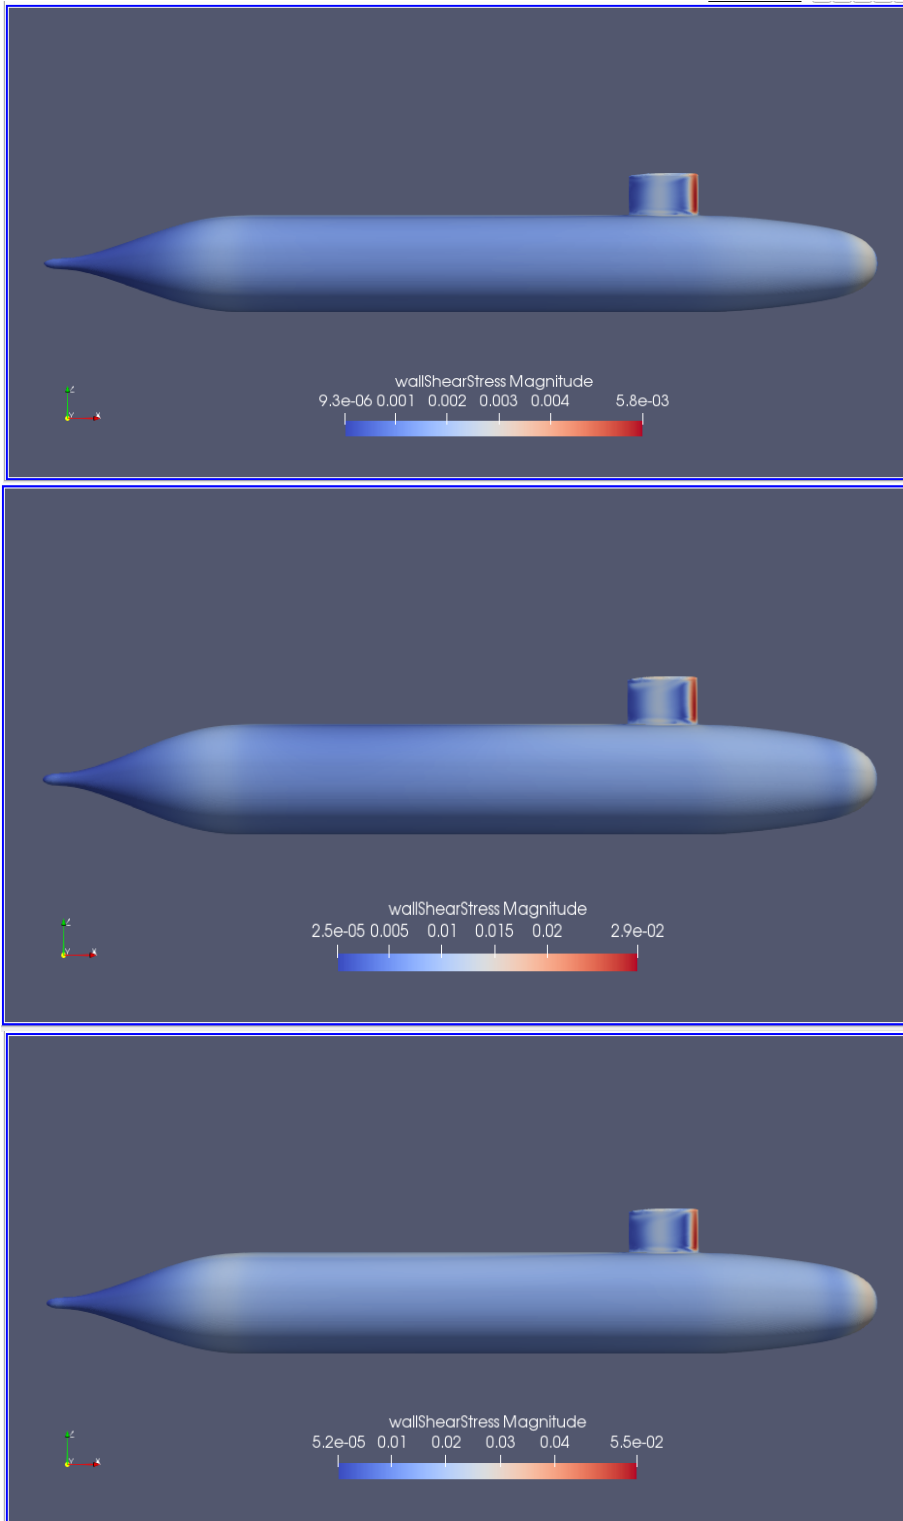 wallShearStress Magnitude
9.3e-06 0.001 0.002 0.003 0.004 5.8e-03
Z
Y X
wallShearStress Magnitude
2.5e-05 0.005 0.01 0.015 0.02 2.9e-02
Z
Y X
wallShearStress Magnitude
5.2e-05 0.01 0.02 0.03 0.04 5.5e-02
Z
Y X